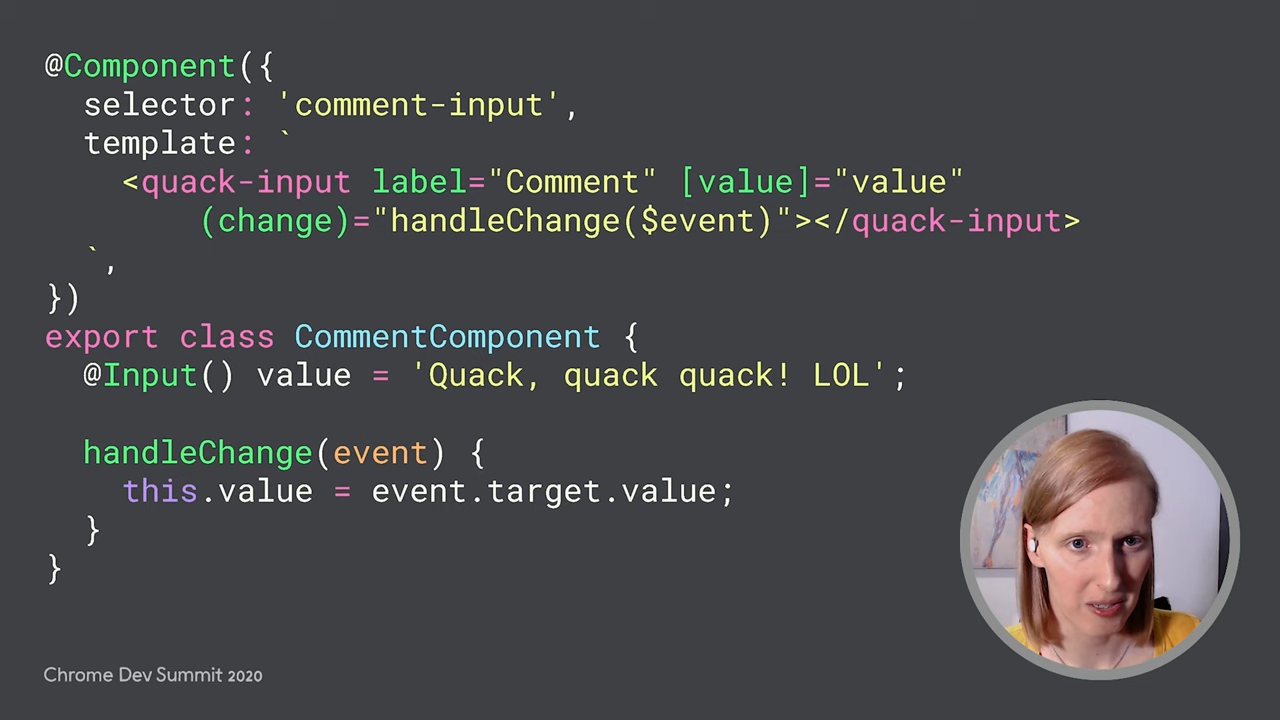 @Component({
  selector: 'comment-input',
  template: `
    <quack-input label="Comment" [value]="value"
        (change)="handleChange($event)"></quack-input>
  `,
})
export class CommentComponent {
  @Input() value = 'Quack, quack quack! LOL';

  handleChange(event) {
    this.value = event.target.value;
  }
}
Chrome Dev Summit 2020